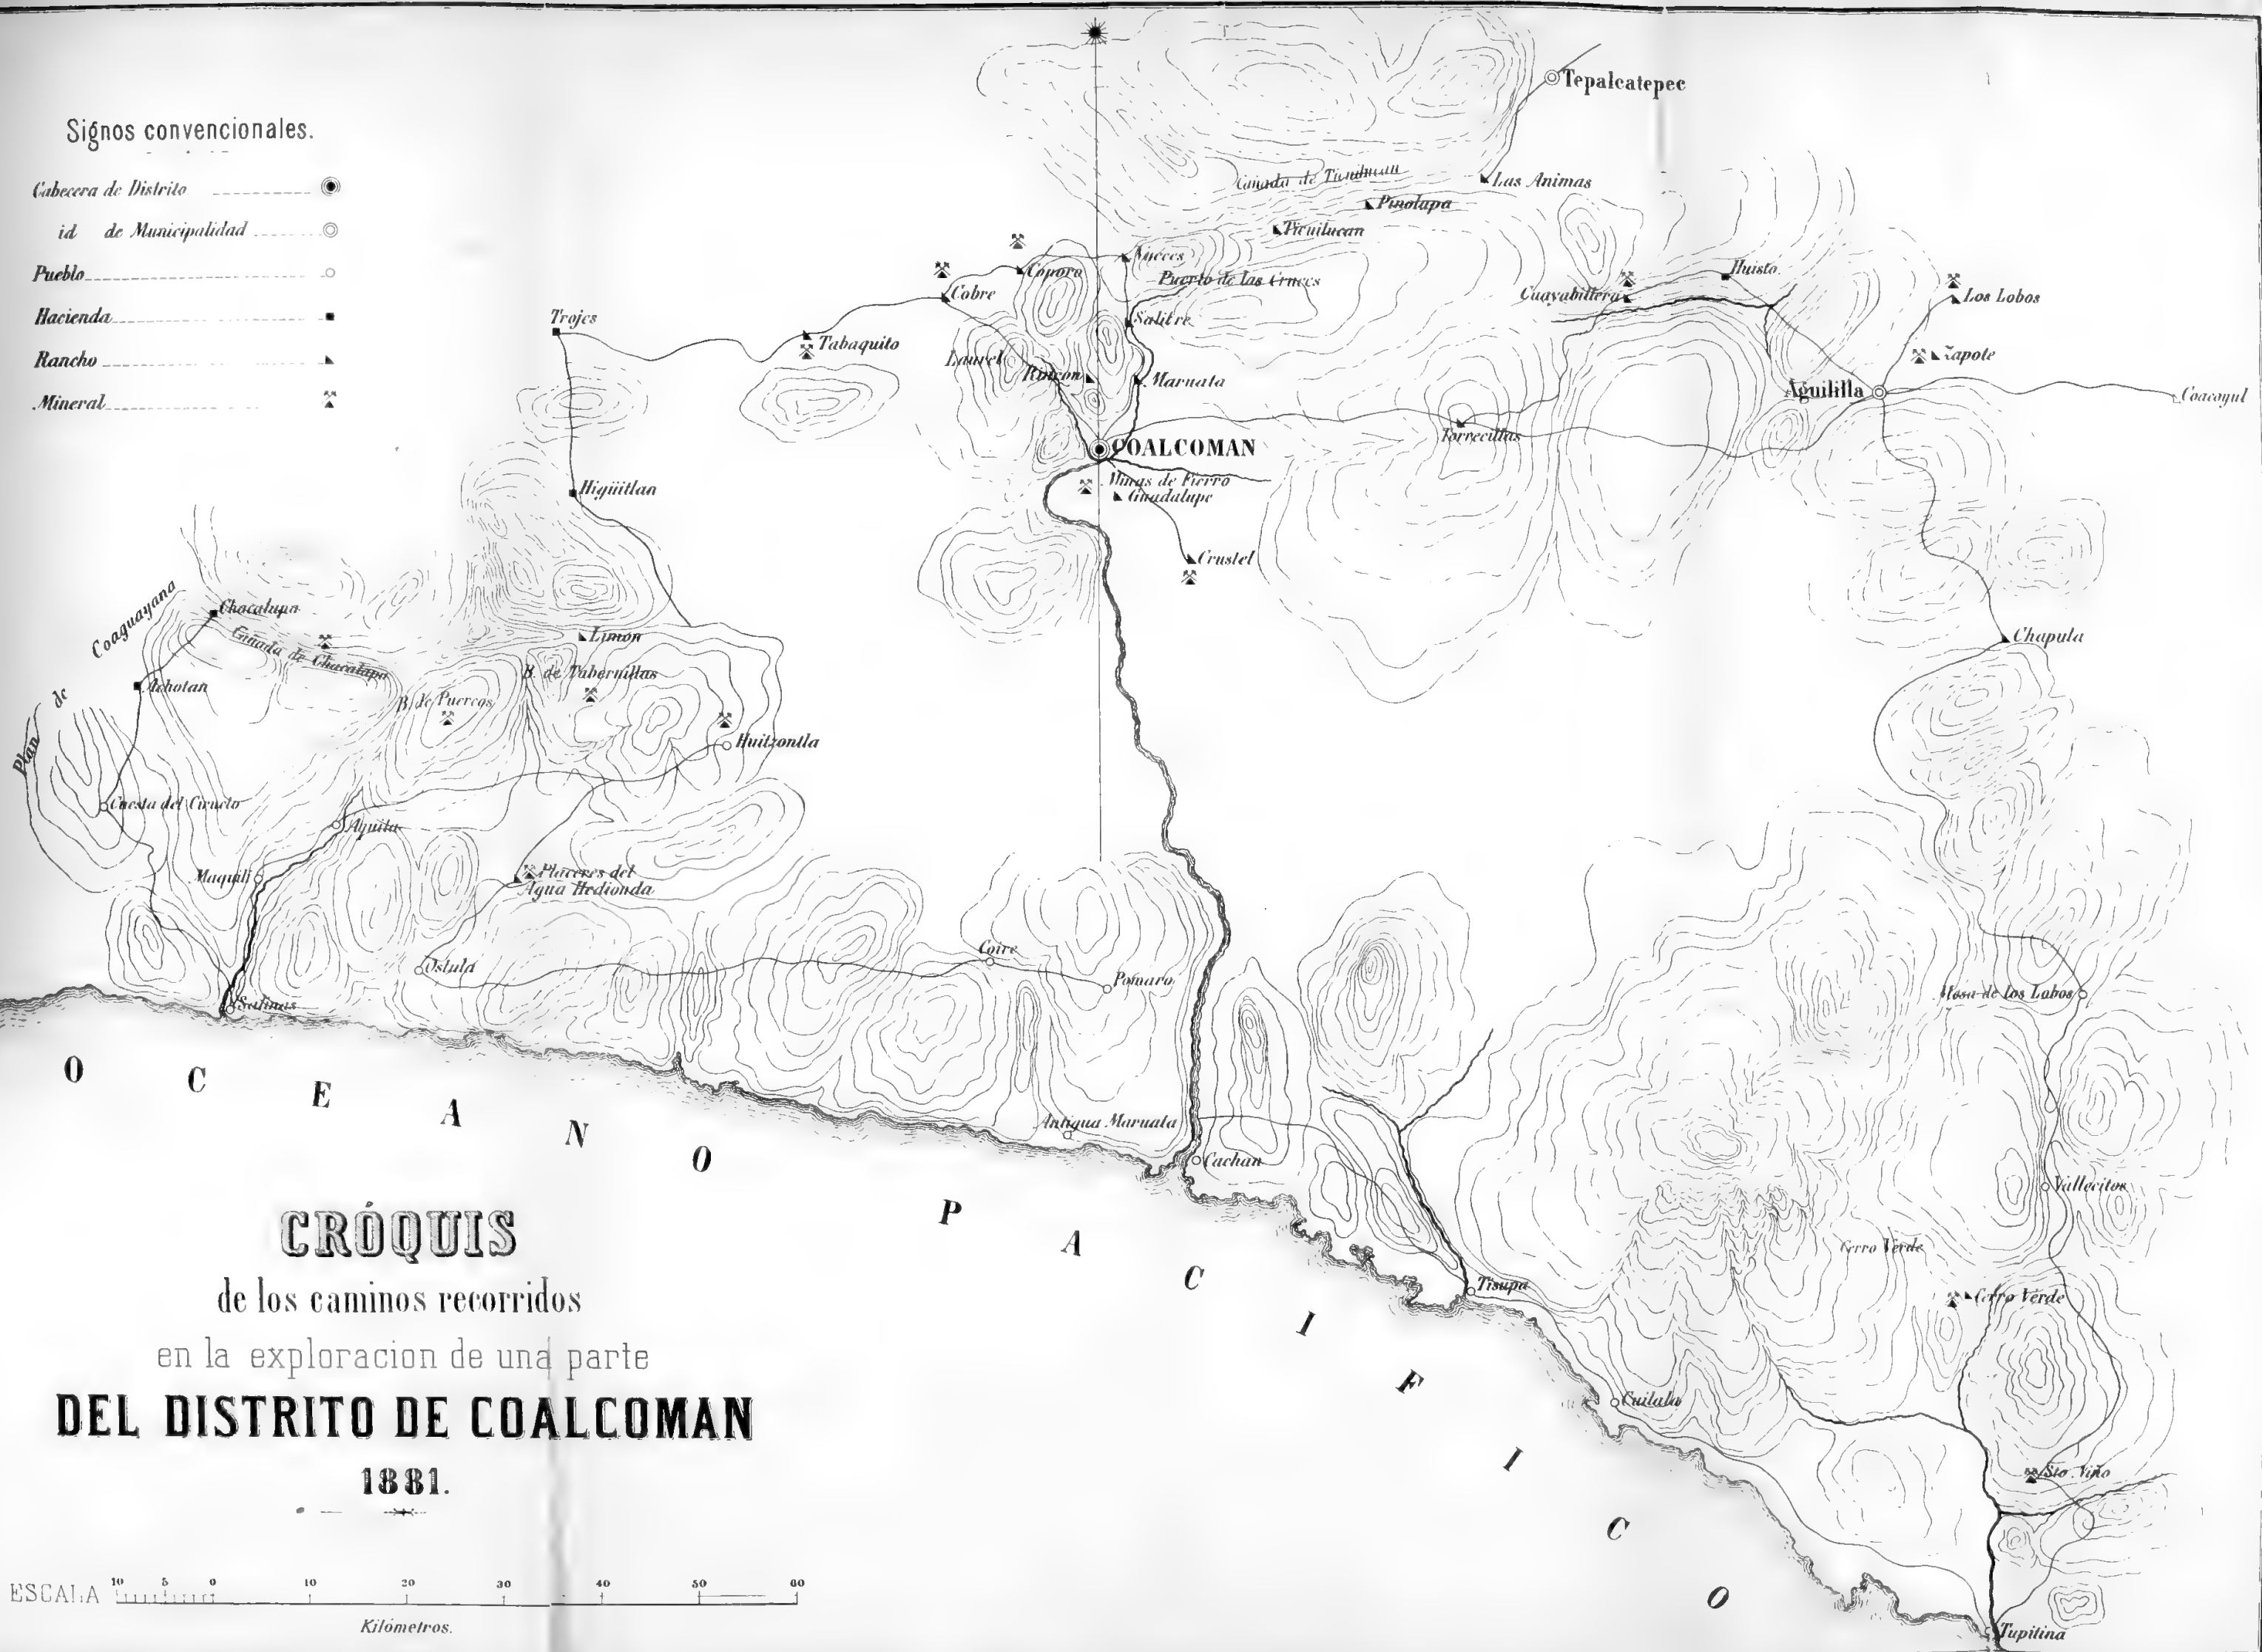 Signos convencionales.
Cabecera de Distrito
id de Municipalidad
Pueblo
Hacienda
Rancho
Mineral
Tepalcatepec
Las Animas
Cañada de
Pinolapa
Ticuilucan
Nueces
Coporo
Puerto de las Cruces
Cobre
Huisto.
Guayabillera
Los Lobos
Trojes
Salitre
Tabaquito
Laurel
Rincon
Maruata
Zapote
Aguililla
Coacoyul
Torrecillas
COALCOMAN
Minas de Fierro
Guadalupe
Higüitlan
Crustel
Chacalapa
Plan de Coaguayana
Cañada de Chacalapa
Limon
Chapula
Achotan
B. de Tabernillas
B. de Puercos
Huitzontla
Cuesta del Ciruelo
Aquila
Maquili
Placeres del
Agua Hedionda
Coire
Ostula
Pomaro
Mesa de los Lobos
Salinas
OCEANO PACIFICO
Antigua Maruata
Cachan
Vallecitos
Cerro Verde
Tisupa
Cerro Verde
Cuilala
Sto. Niño
Tupitina
CRÓQUIS
de los caminos recorridos
en la exploracion de una parte
DEL DISTRITO DE COALCOMAN
1881.
ESCALA 10 5 0 10 20 30 40 50 60
Kilómetros.